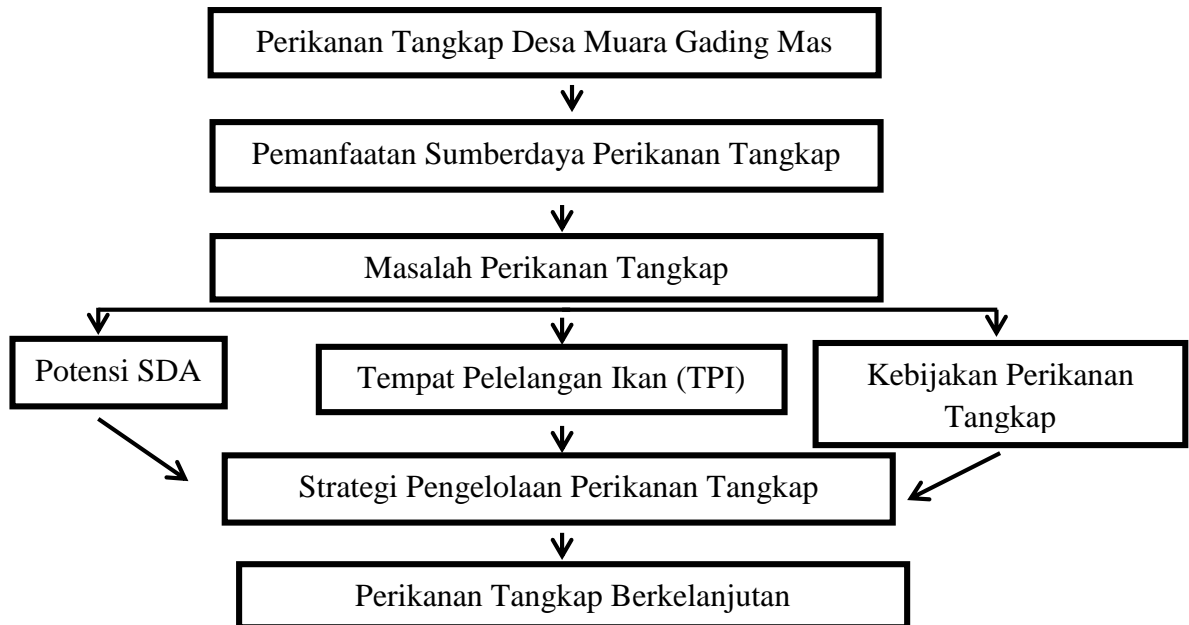 Perikanan Tangkap Desa Muara Gading Mas
Pemanfaatan Sumberdaya Perikanan Tangkap
Masalah Perikanan Tangkap
Potensi SDA
Tempat Pelelangan Ikan (TPI)
Kebijakan Perikanan
Tangkap
Strategi Pengelolaan Perikanan Tangkap
Perikanan Tangkap Berkelanjutan